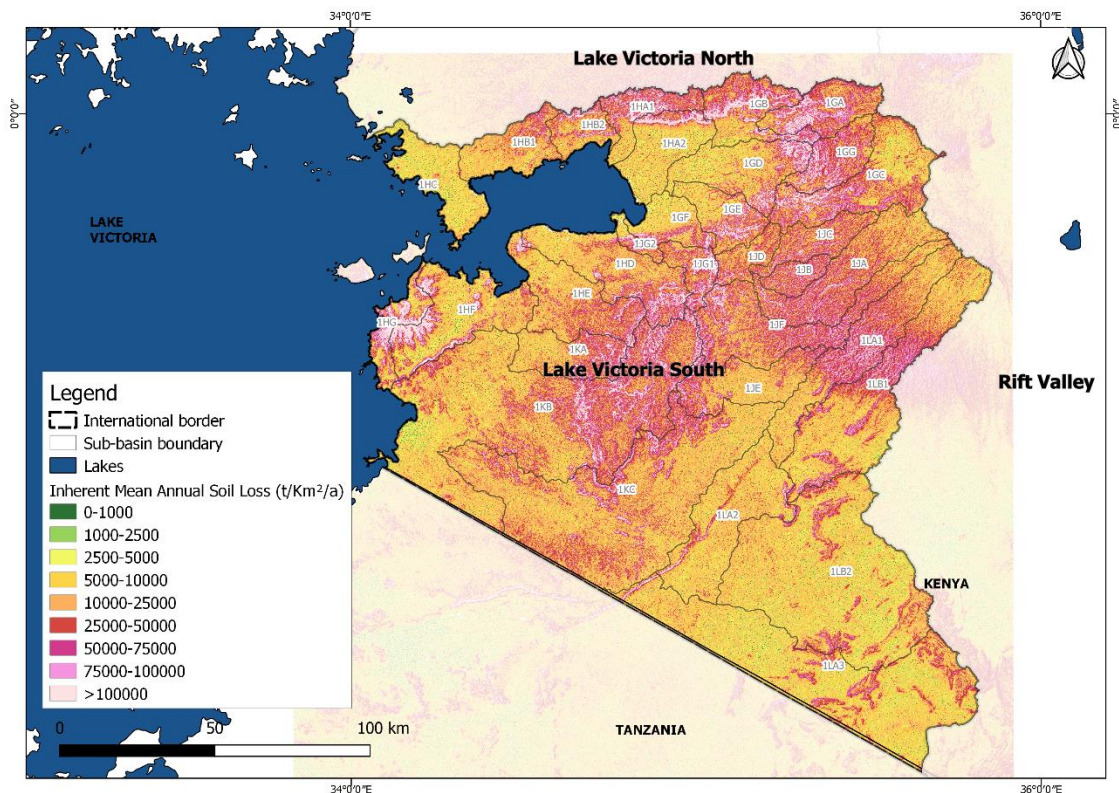 34°0′0″
36°0′0″
Lake Victoria North
0°0′0″
0°0′0″
1HA1
1GB
1GA
1HB2
1HB1
1HA2
1GD
1GG
1GC
1HC
1GE
1GF
LAKE
VICTORIA
1JG2
1HD
1JG1
1JD
1JC
1JB
1JA
1HE
1HF
1HG
1JF
1LA1
1KA
Lake Victoria South
1LB1
1JE
Rift Valley
1KB
1KC
1LA2
1LB2
KENYA
1LA3
TANZANIA
Legend
International border
Sub-basin boundary
Lakes
Inherent Mean Annual Soil Loss (t/Km²/a)
0-1000
1000-2500
2500-5000
5000-10000
10000-25000
25000-50000
50000-75000
75000-100000
>100000
0 50 100 km
34°0′0″
36°0′0″